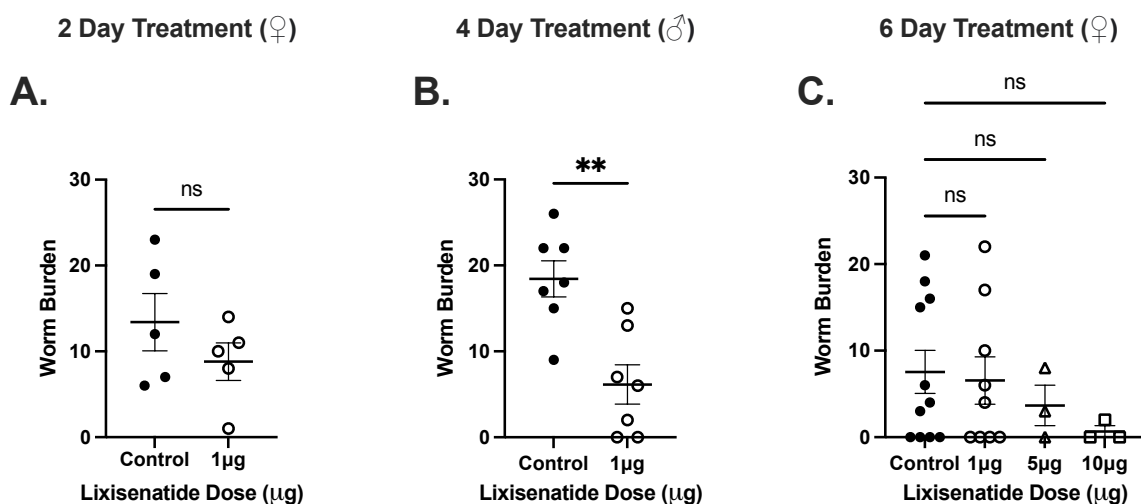 2 Day Treatment (♀)
4 Day Treatment (♂)
6 Day Treatment (♀)
A.
B.
C.
ns
Worm Burden
30
20
10
0
Control 1µg
Lixisenatide Dose (µg)
**
Worm Burden
30
20
10
0
Control 1µg
Lixisenatide Dose (µg)
ns
ns
ns
Worm Burden
30
20
10
0
Control 1µg 5µg 10µg
Lixisenatide Dose (µg)